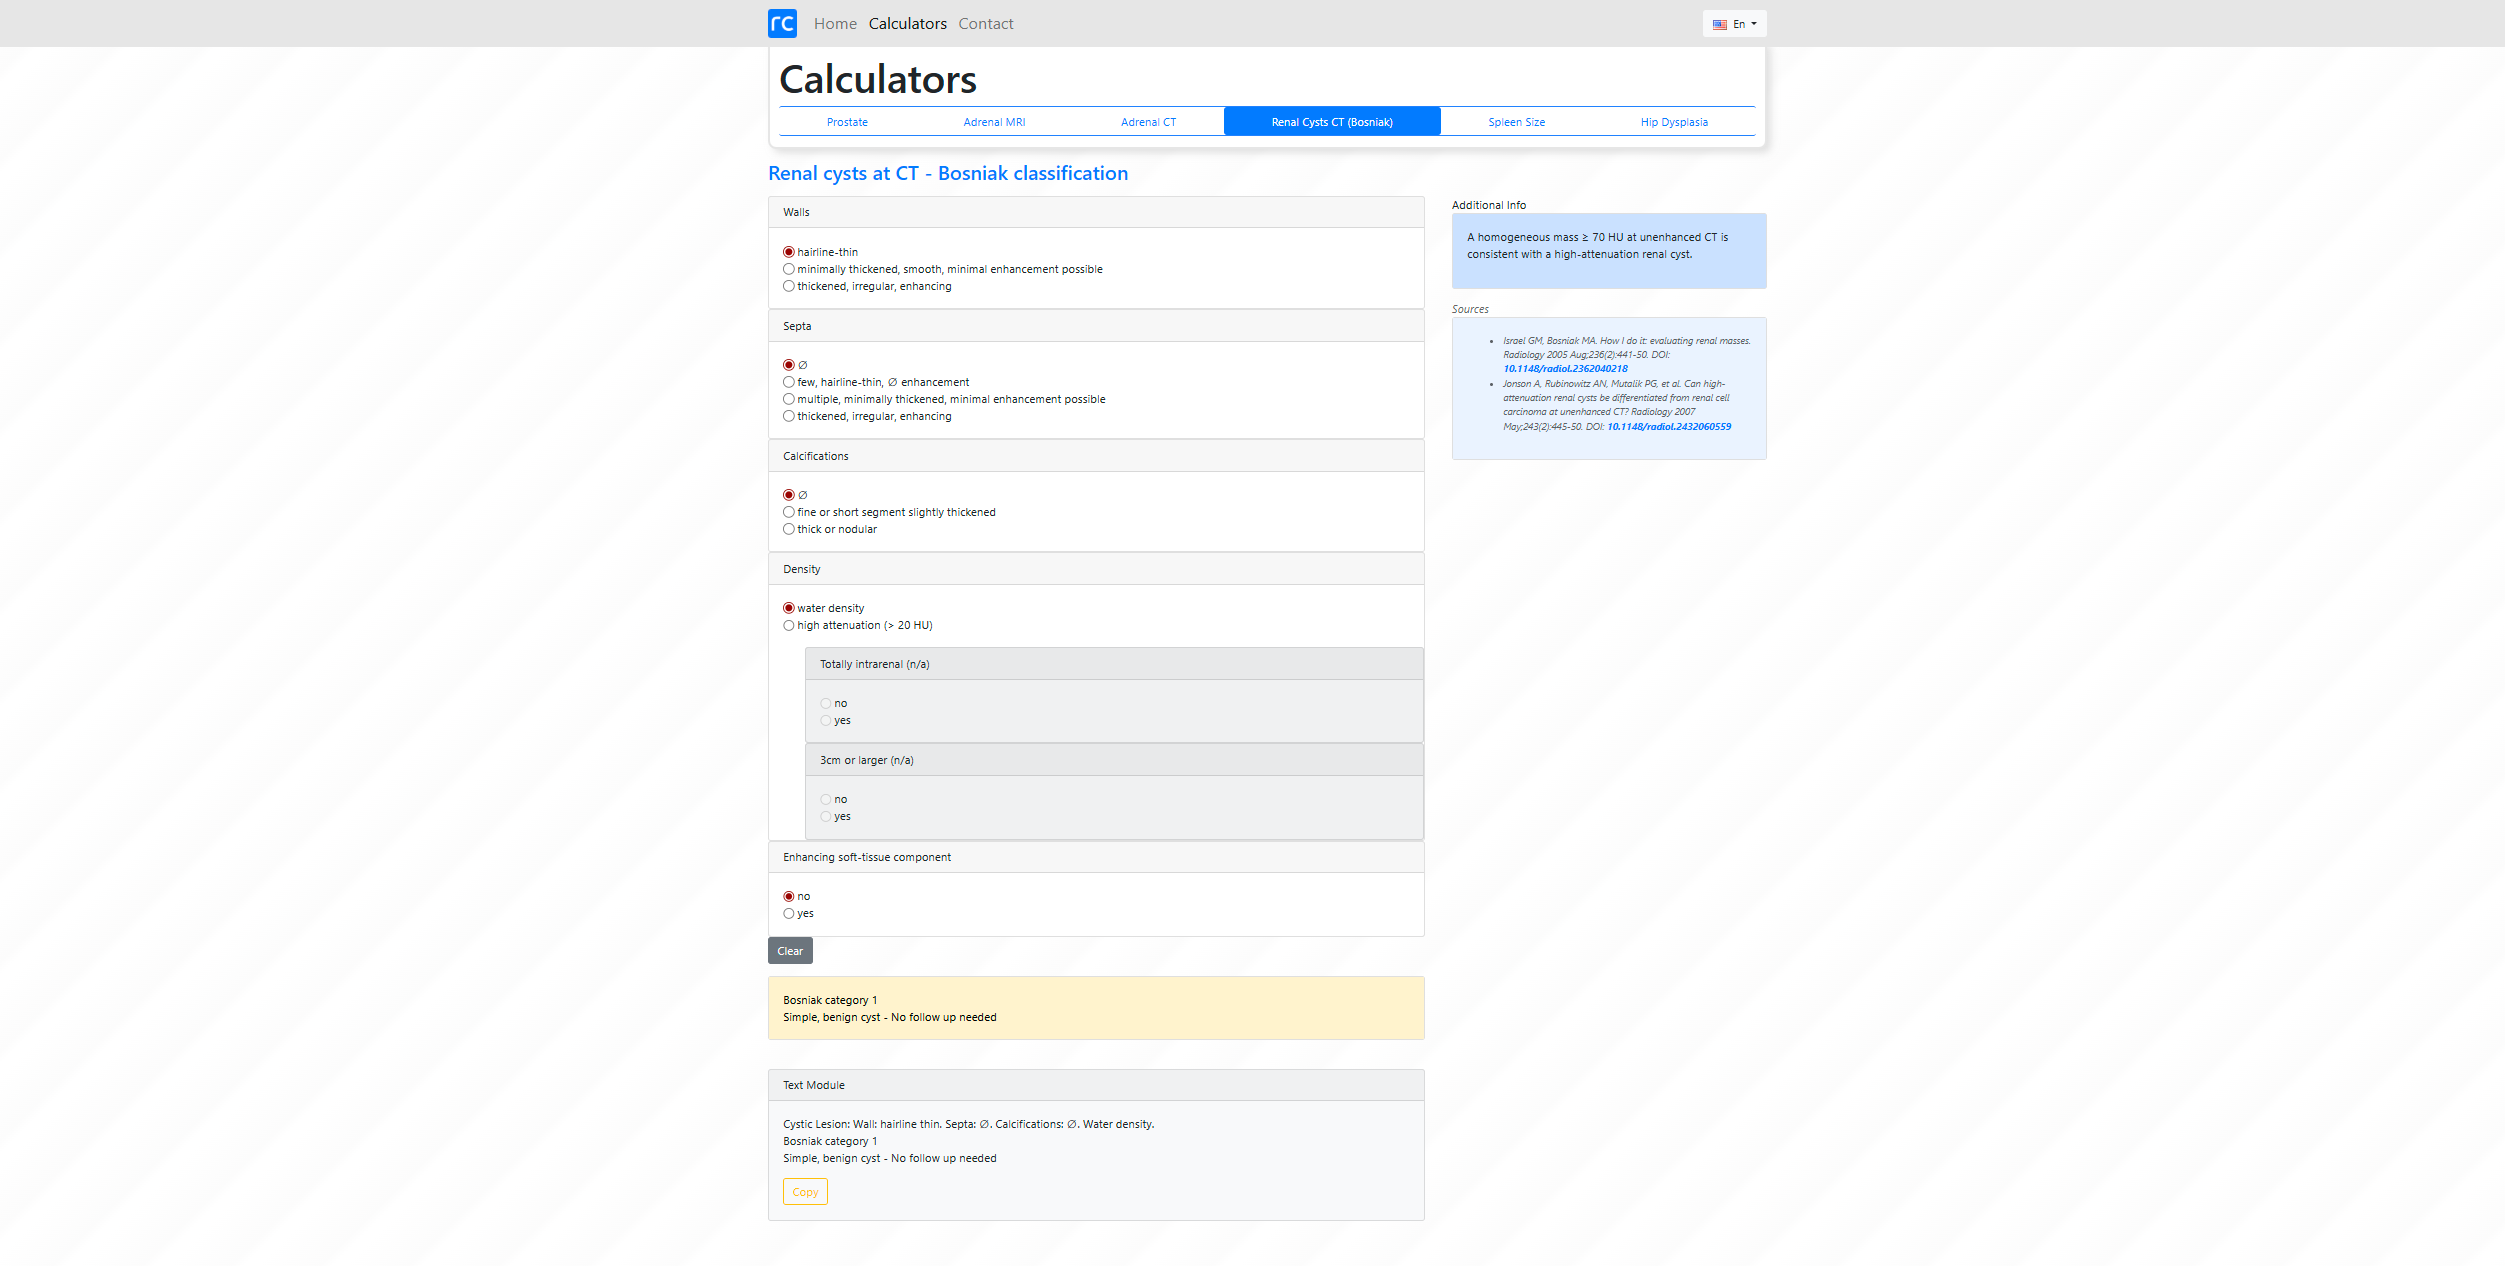 rc Home Calculators Contact En
Calculators
Prostate Adrenal MRI Adrenal CT Renal Cysts CT (Bosniak) Spleen Size Hip Dysplasia
Renal cysts at CT - Bosniak classification
Walls
hairline-thin
minimally thickened, smooth, minimal enhancement possible
thickened, irregular, enhancing
Septa
∅
few, hairline-thin, ∅ enhancement
multiple, minimally thickened, minimal enhancement possible
thickened, irregular, enhancing
Calcifications
∅
fine or short segment slightly thickened
thick or nodular
Density
water density
high attenuation (> 20 HU)
Totally intrarenal (n/a)
no
yes
3cm or larger (n/a)
no
yes
Enhancing soft-tissue component
no
yes
Clear
Bosniak category 1
Simple, benign cyst - No follow up needed
Text Module
Cystic Lesion: Wall: hairline thin. Septa: ∅. Calcifications: ∅. Water density.
Bosniak category 1
Simple, benign cyst - No follow up needed
Copy
Additional Info
A homogeneous mass ≥ 70 HU at unenhanced CT is
consistent with a high-attenuation renal cyst.
Sources
Israel GM, Bosniak MA. How I do it: evaluating renal masses.
Radiology 2005 Aug;236(2):441-50. DOI:
10.1148/radiol.2362040218
Jonson A, Rubinowitz AN, Mutalik PG, et al. Can high-
attenuation renal cysts be differentiated from renal cell
carcinoma at unenhanced CT? Radiology 2007
May;243(2):445-50. DOI: 10.1148/radiol.2432060559